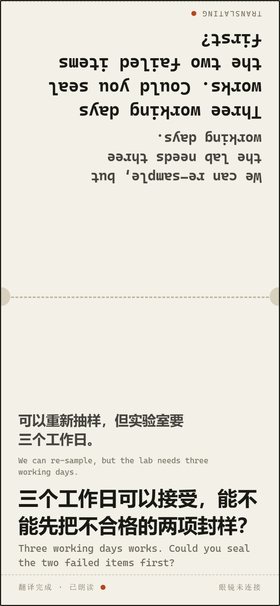 We can re-sample, but
the lab needs three
working days.
Three working days
works. Could you seal
the two failed items
first?
TRANSLATING
可以重新抽样，但实验室要
三个工作日。
We can re-sample, but the lab needs three
working days.
三个工作日可以接受，能不
能先把不合格的两项封样？
Three working days works. Could you seal
the two failed items first?
翻译完成 · 已朗读
眼镜未连接